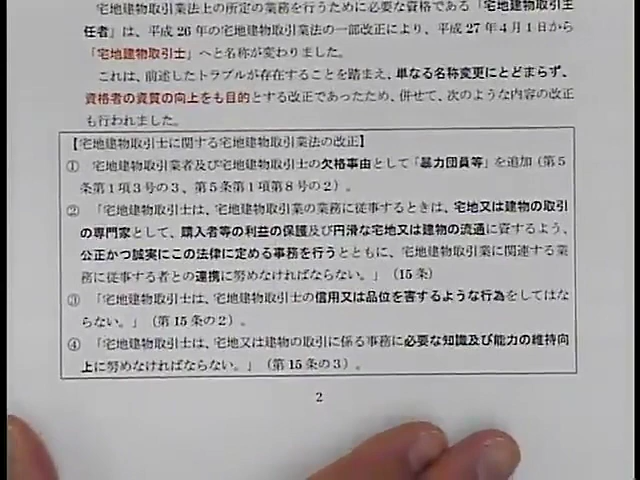 宅地建物取引業法上の所定の業務を行うために必要な資格である「宅地建物取引主
任者」は、平成 26 年の宅地建物取引業法の一部改正により、平成 27 年４月１日から
「宅地建物取引士」へと名称が変わりました。
これは、前述したトラブルが存在することを踏まえ、単なる名称変更にとどまらず、
資格者の資質の向上をも目的とする改正であったため、併せて、次のような内容の改正
も行われました。
【宅地建物取引士に関する宅地建物取引業法の改正】
① 宅地建物取引業者及び宅地建物取引士の欠格事由として「暴力団員等」を追加（第５
条第１項３号の３、第５条第１項第８号の２）。
② 「宅地建物取引士は、宅地建物取引業の業務に従事するときは、宅地又は建物の取引
の専門家として、購入者等の利益の保護及び円滑な宅地又は建物の流通に資するよう、
公正かつ誠実にこの法律に定める事務を行うとともに、宅地建物取引業に関連する業
務に従事する者との連携に努めなければならない。」（15 条）
③ 「宅地建物取引士は、宅地建物取引士の信用又は品位を害するような行為をしてはな
らない。」（第 15 条の２）。
④ 「宅地建物取引士は、宅地又は建物の取引に係る事務に必要な知識及び能力の維持向
上に努めなければならない。」（第 15 条の３）。
2